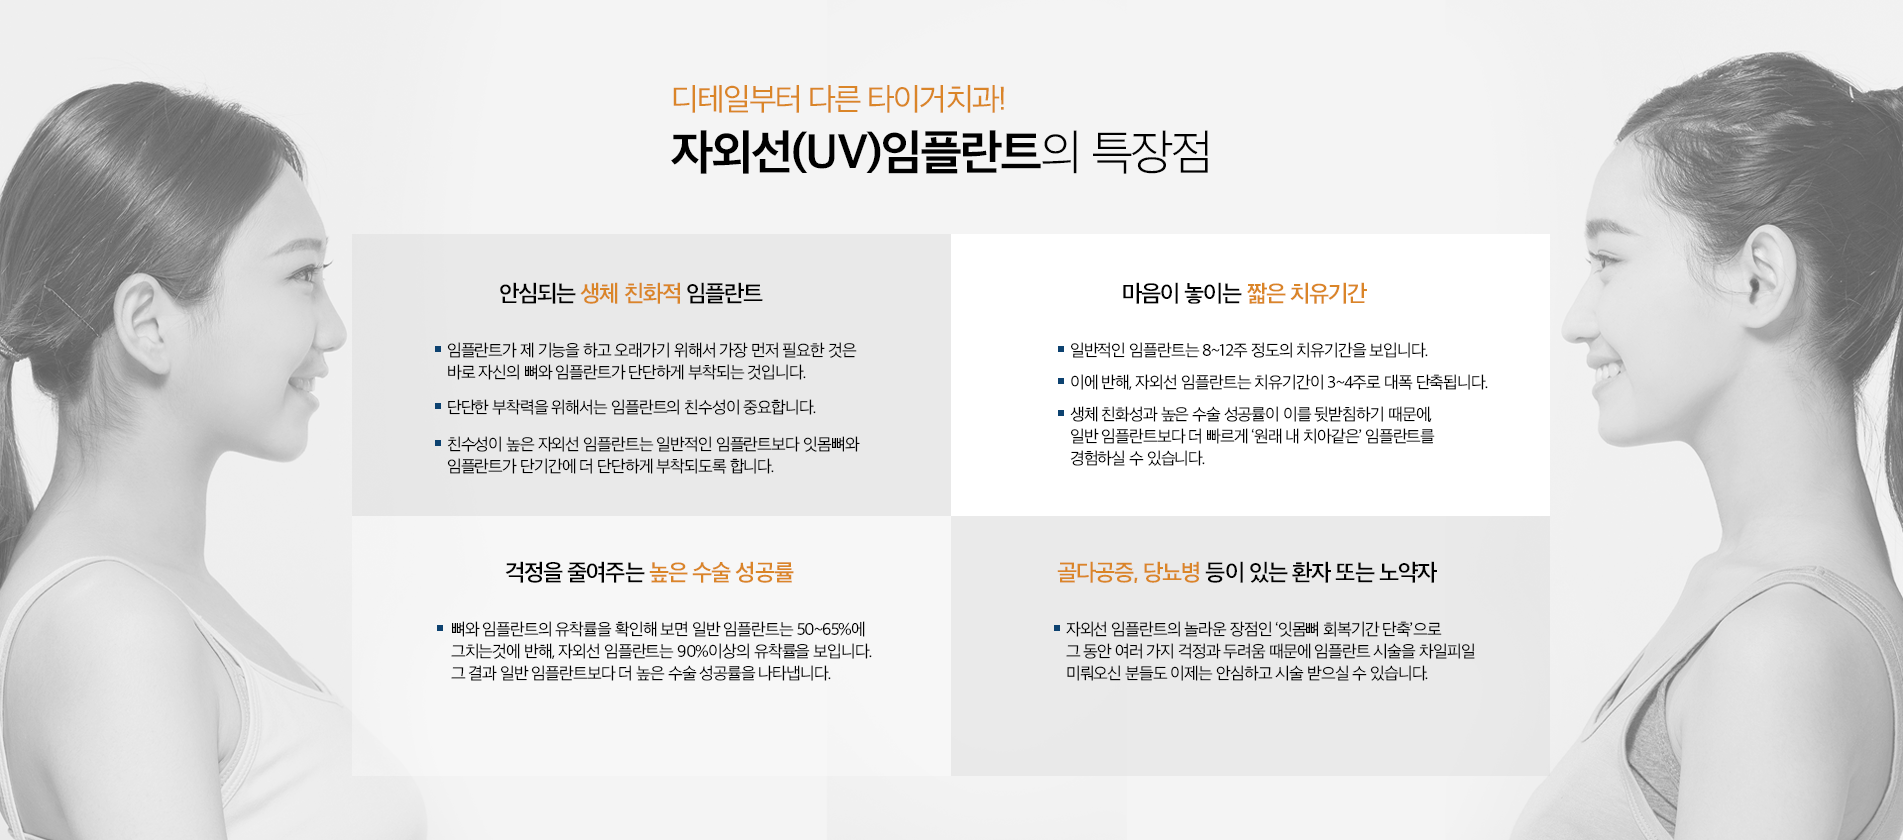 디테일부터 다른 타이거치과!
자외선(UV)임플란트의 특장점
안심되는 생체 친화적 임플란트
임플란트가 제 기능을 하고 오래가기 위해서 가장 먼저 필요한 것은
바로 자신의 뼈와 임플란트가 단단하게 부착되는 것입니다.
단단한 부착력을 위해서는 임플란트의 친수성이 중요합니다.
친수성이 높은 자외선 임플란트는 일반적인 임플란트보다 잇몸뼈와
임플란트가 단기간에 더 단단하게 부착되도록 합니다.
마음이 놓이는 짧은 치유기간
일반적인 임플란트는 8~12주 정도의 치유기간을 보입니다.
이에 반해, 자외선 임플란트는 치유기간이 3~4주로 대폭 단축됩니다.
생체 친화성과 높은 수술 성공률이 이를 뒷받침하기 때문에,
일반 임플란트보다 더 빠르게 ‘원래 내 치아같은’ 임플란트를
경험하실 수 있습니다.
걱정을 줄여주는 높은 수술 성공률
뼈와 임플란트의 유착률을 확인해 보면 일반 임플란트는 50~65%에
그치는것에 반해, 자외선 임플란트는 90%이상의 유착률을 보입니다.
그 결과 일반 임플란트보다 더 높은 수술 성공률을 나타냅니다.
골다공증, 당뇨병 등이 있는 환자 또는 노약자
자외선 임플란트의 놀라운 장점인 ‘잇몸뼈 회복기간 단축’으로
그 동안 여러 가지 걱정과 두려움 때문에 임플란트 시술을 차일피일
미뤄오신 분들도 이제는 안심하고 시술 받으실 수 있습니다.